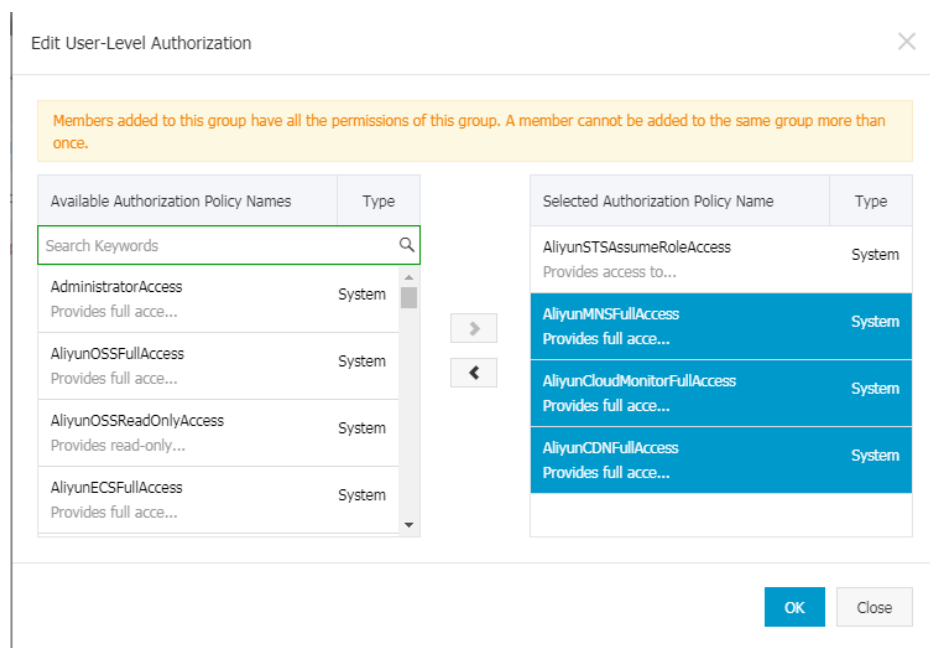 Edit User-Level Authorization
Members added to this group have all the permissions of this group. A member cannot be added to the same group more than
once.
Available Authorization Policy Names
Type
Search Keywords
AdministratorAccess
System
Provides full acce...
AliyunOSSFullAccess
System
Provides full acce...
AliyunOSSReadOnlyAccess
System
Provides read-only...
AliyunECSFullAccess
System
Provides full acce...
Selected Authorization Policy Name
Type
AliyunSTSAssumeRoleAccess
System
Provides access to...
AliyunMNSFullAccess
System
Provides full acce...
AliyunCloudMonitorFullAccess
System
Provides full acce...
AliyunCDNFullAccess
System
Provides full acce...
OK
Close